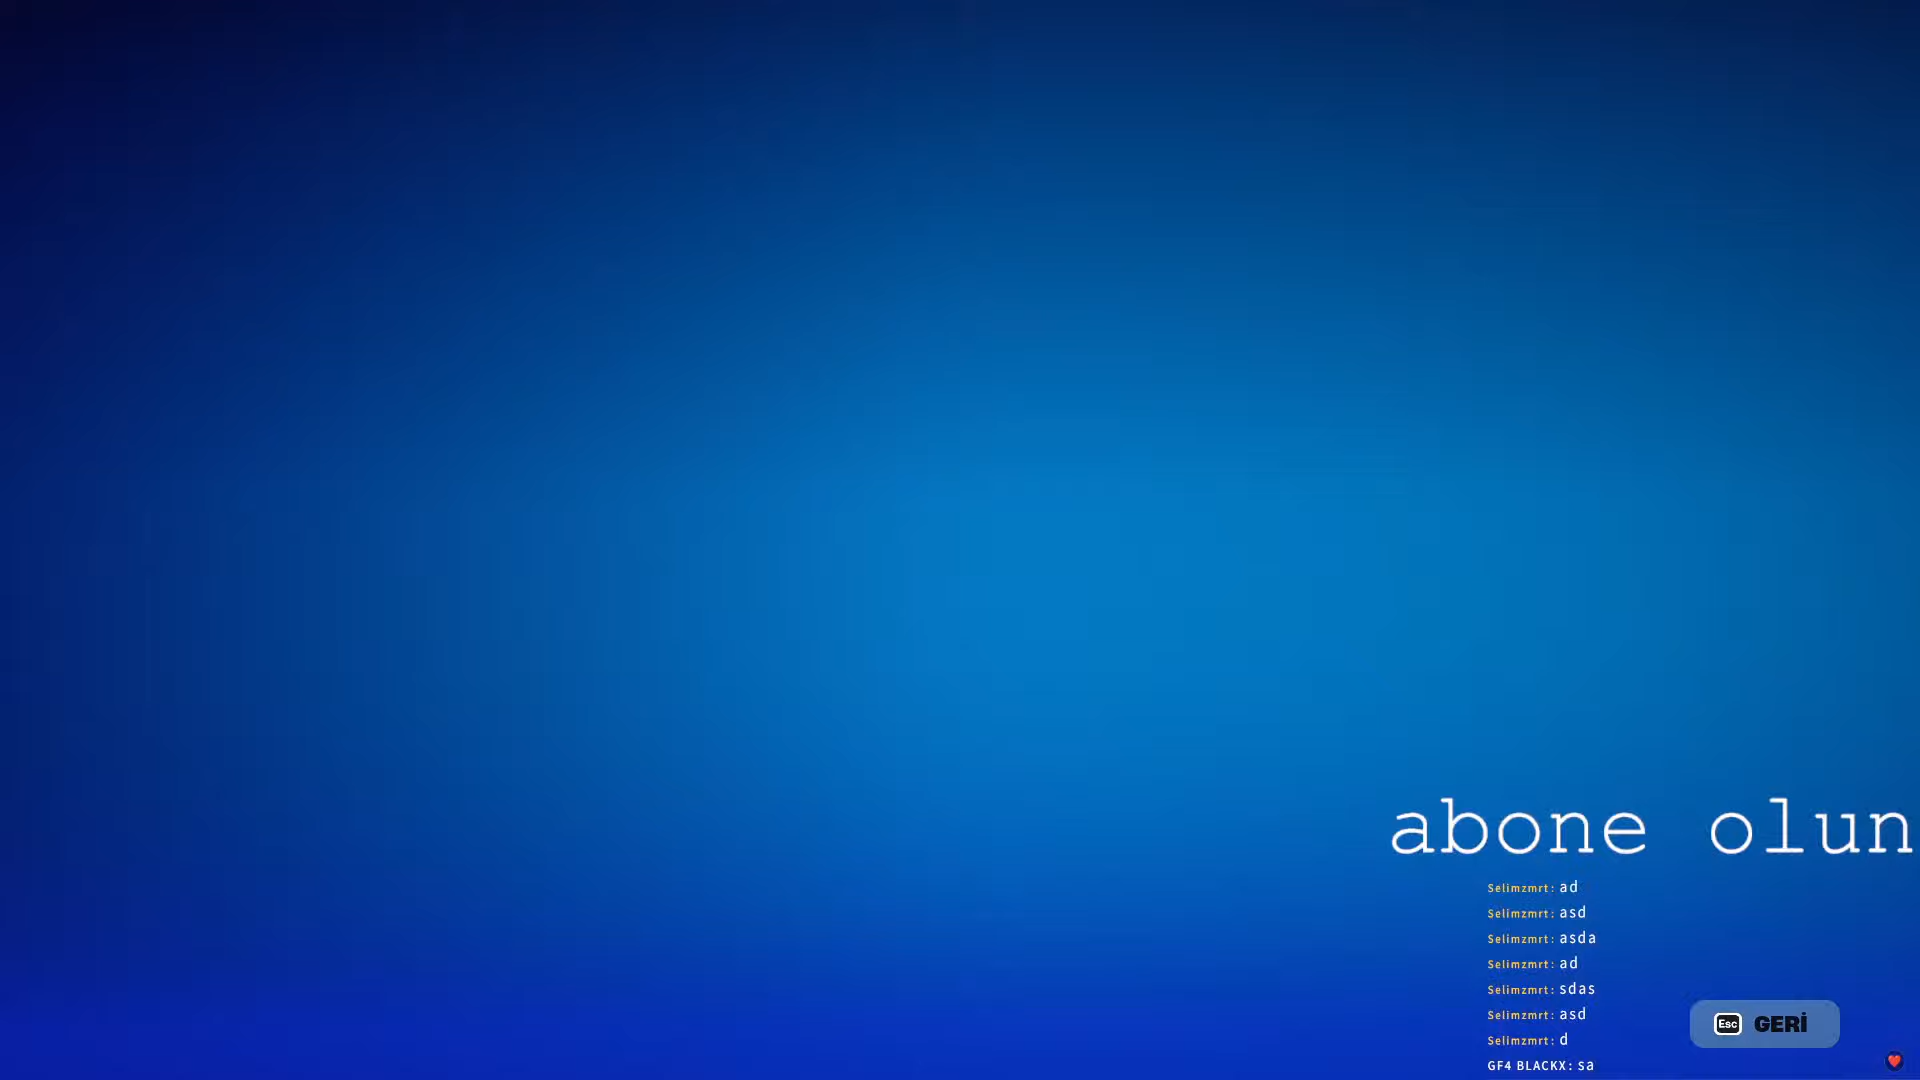 abone olun
Selimzmrt: ad
Selimzmrt: asd
Selimzmrt: asda
Selimzmrt: ad
Selimzmrt: sdas
Selimzmrt: asd
Selimzmrt: d
GF4 BLACKX: sa
Esc GERİ